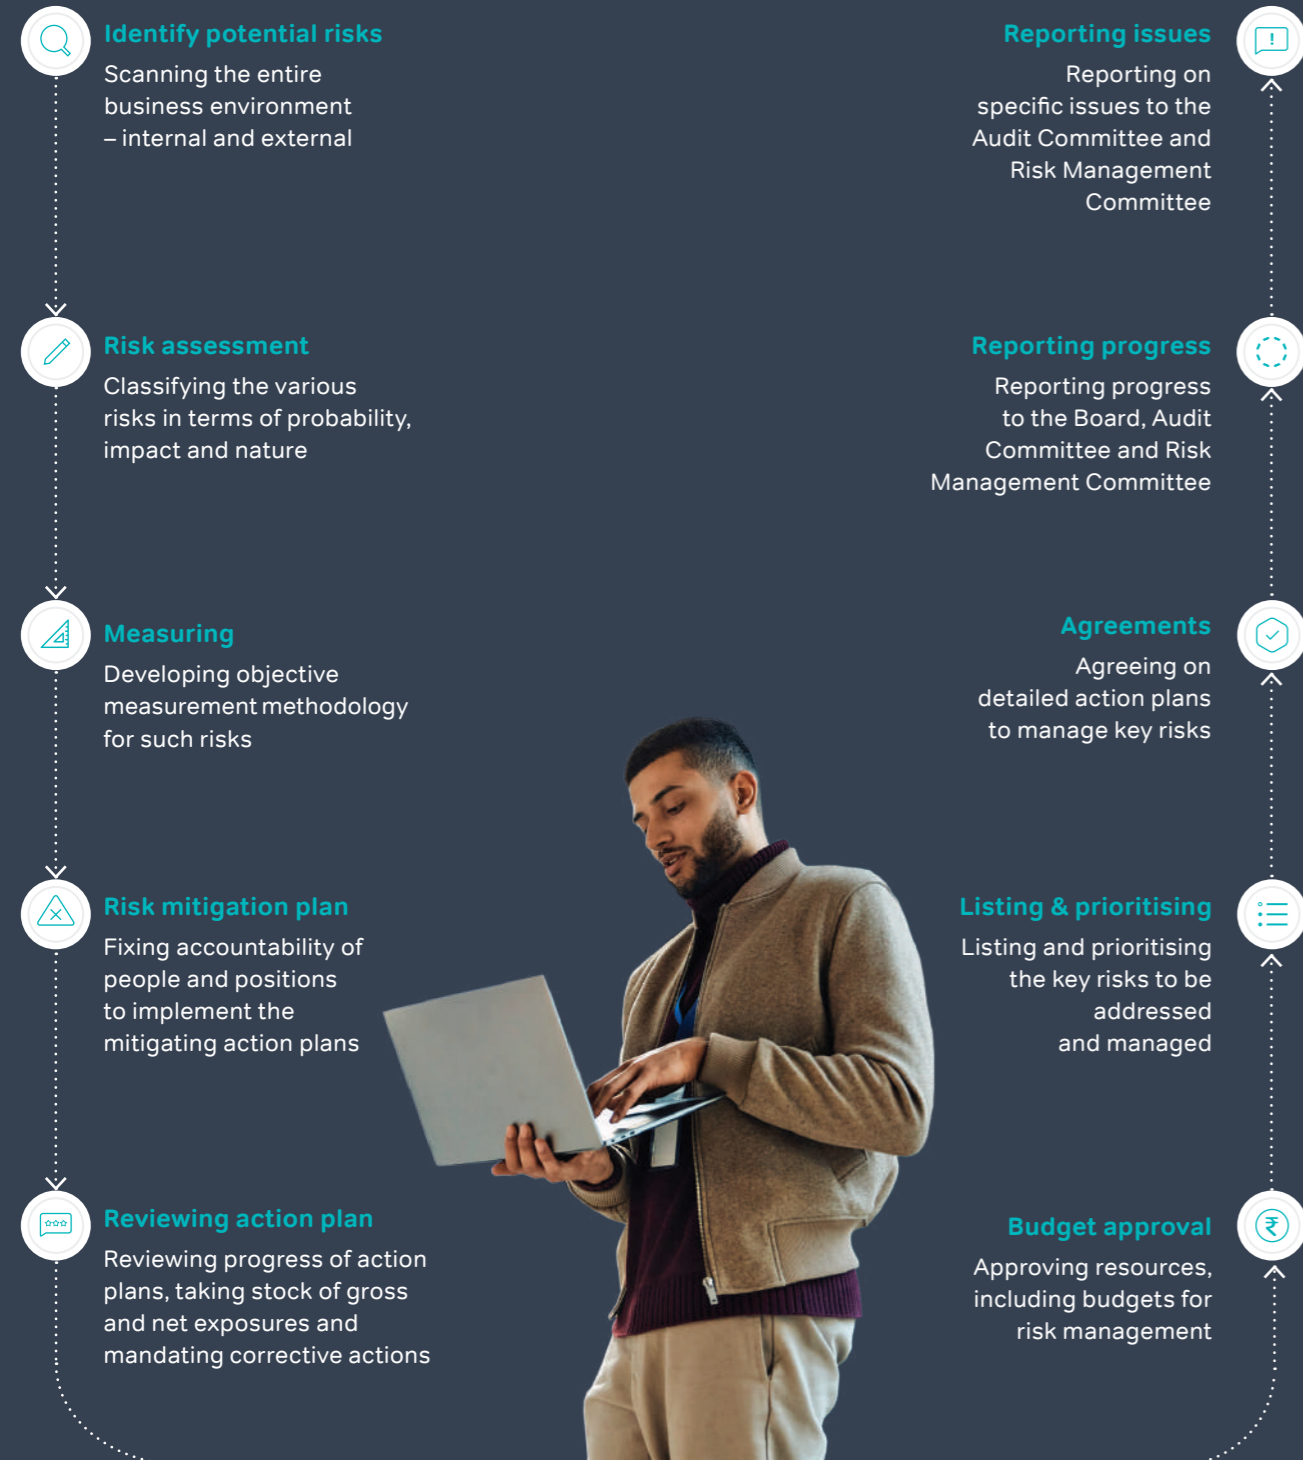 Identify potential risks
Scanning the entire
business environment
– internal and external
Risk assessment
Classifying the various
risks in terms of probability,
impact and nature
Measuring
Developing objective
measurement methodology
for such risks
Risk mitigation plan
Fixing accountability of
people and positions
to implement the
mitigating action plans
Reviewing action plan
Reviewing progress of action
plans, taking stock of gross
and net exposures and
mandating corrective actions
₹
Budget approval
Approving resources,
including budgets for
risk management
Listing & prioritising
Listing and prioritising
the key risks to be
addressed
and managed
Agreements
Agreeing on
detailed action plans
to manage key risks
Reporting progress
Reporting progress
to the Board, Audit
Committee and Risk
Management Committee
Reporting issues
Reporting on
specific issues to the
Audit Committee and
Risk Management
Committee